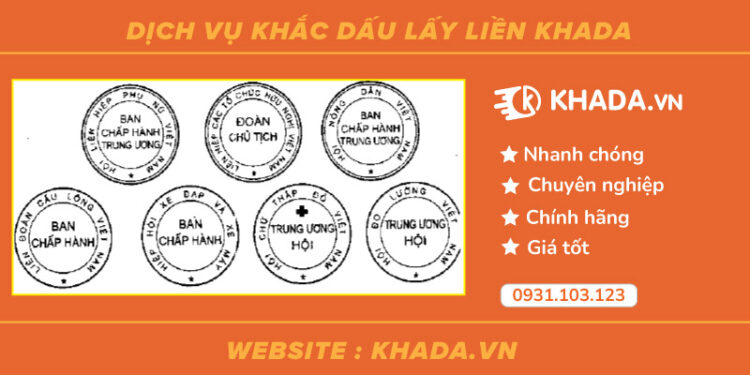 DỊCH VỤ KHẮC DẤU LẤY LIỀN KHADA
HỘI LIÊN HIỆP PHỤ NỮ VIỆT NAM
BAN
CHẤP HÀNH
TRUNG ƯƠNG
LIÊN HIỆP CÁC TỔ CHỨC HỮU NGHỊ VIỆT NAM
ĐOÀN
CHỦ TỊCH
HỘI NÔNG DÂN VIỆT NAM
BAN
CHẤP HÀNH
TRUNG ƯƠNG
LIÊN ĐOÀN CẦU LÔNG VIỆT NAM
BAN
CHẤP HÀNH
HIỆP HỘI XE ĐẠP VÀ XE MÁY
BAN
CHẤP HÀNH
HỘI CHỮ THẬP ĐỎ VIỆT NAM
TRUNG ƯƠNG
HỘI
HỘI ĐO LƯỜNG VIỆT NAM
TRUNG ƯƠNG
HỘI
KHADA.VN
Nhanh chóng
Chuyên nghiệp
Chính hãng
Giá tốt
0931.103.123
WEBSITE : KHADA.VN